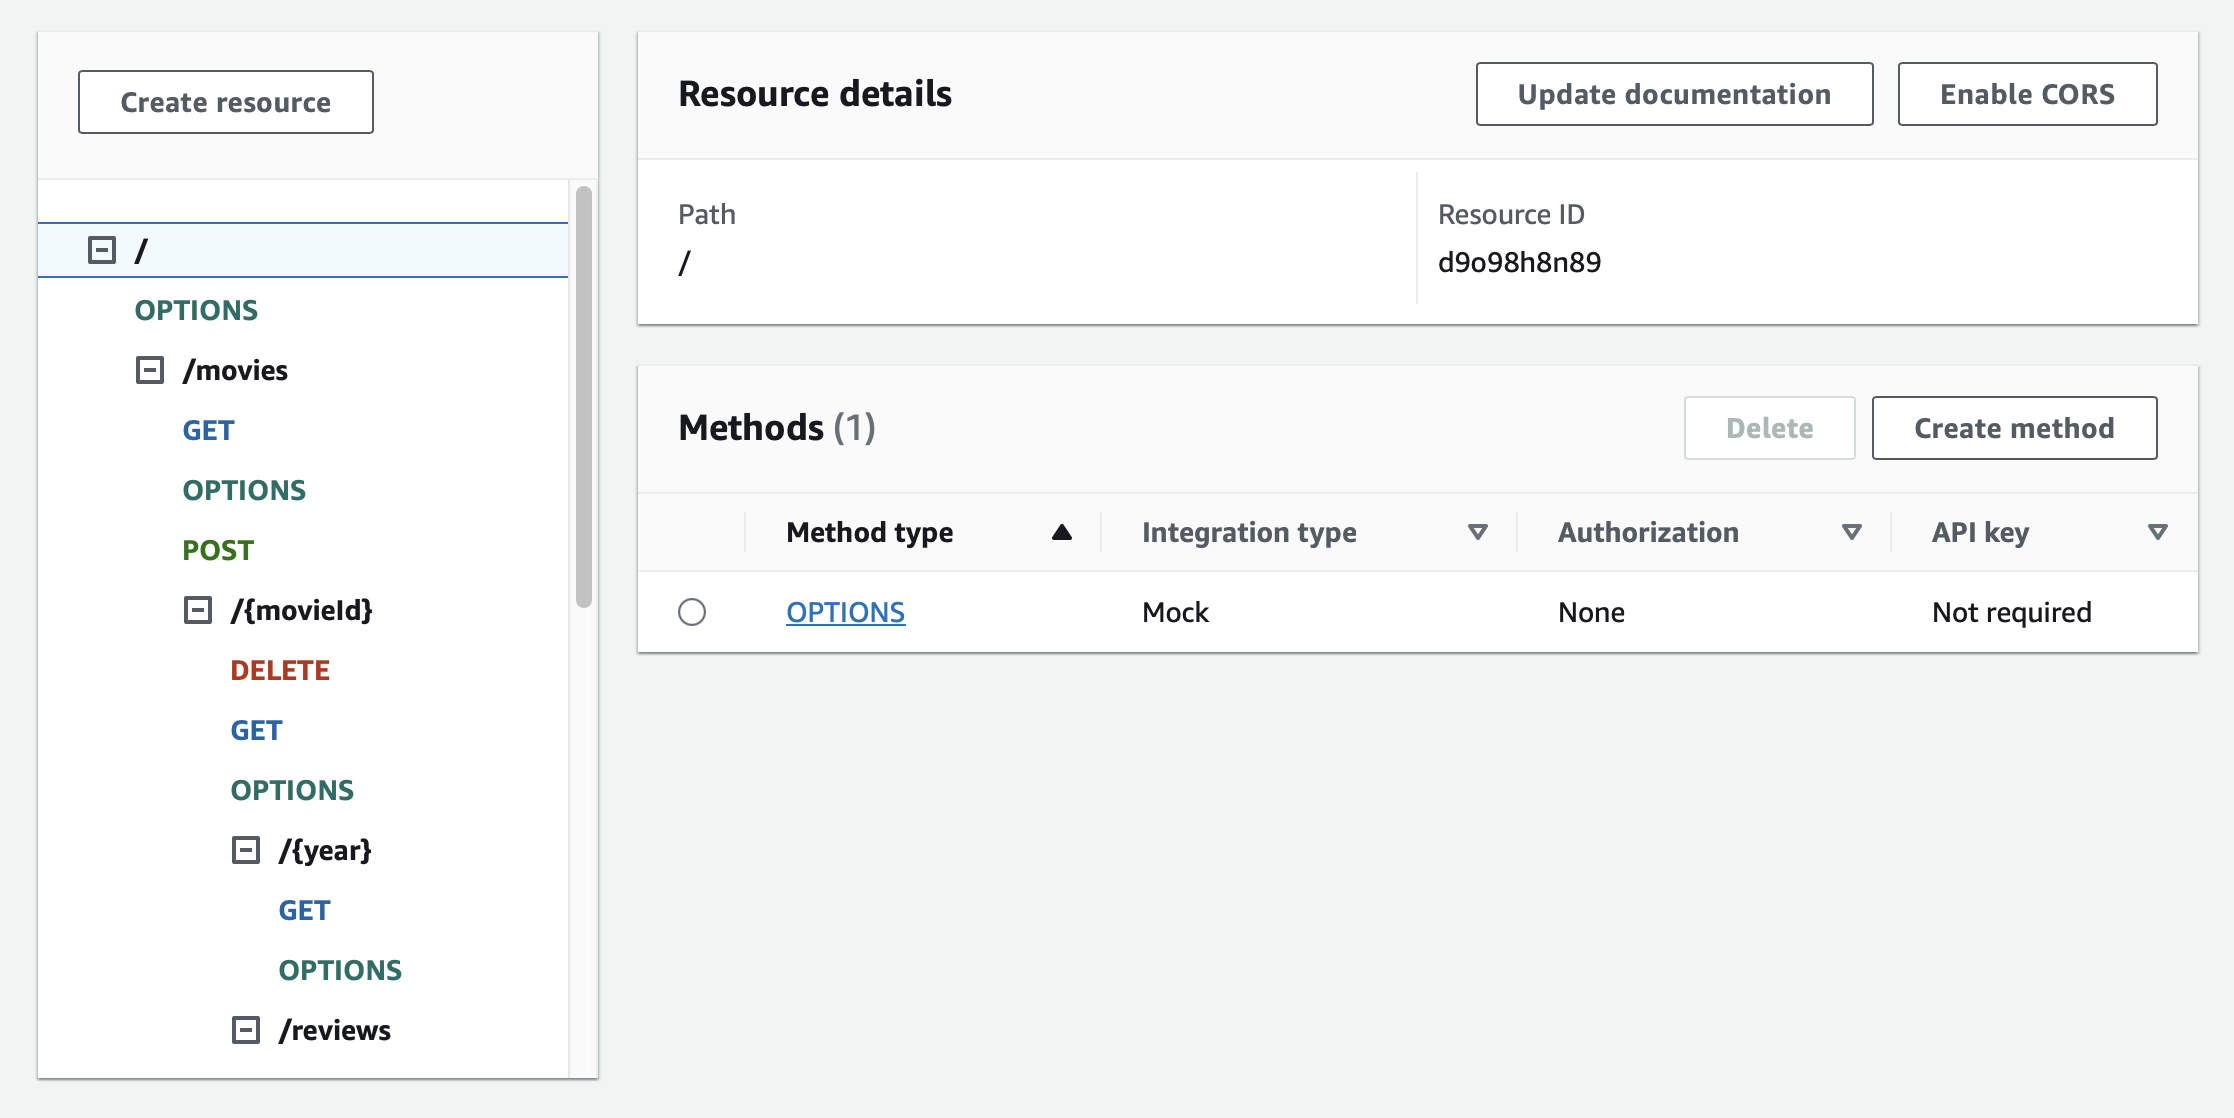 Create resource
/
OPTIONS
/movies
GET
OPTIONS
POST
/{movieId}
DELETE
GET
OPTIONS
/{year}
GET
OPTIONS
/reviews
Resource details
Update documentation
Enable CORS
Path
/
Resource ID
d9o98h8n89
Methods (1)
Delete
Create method
Method type Integration type Authorization API key
OPTIONS Mock None Not required